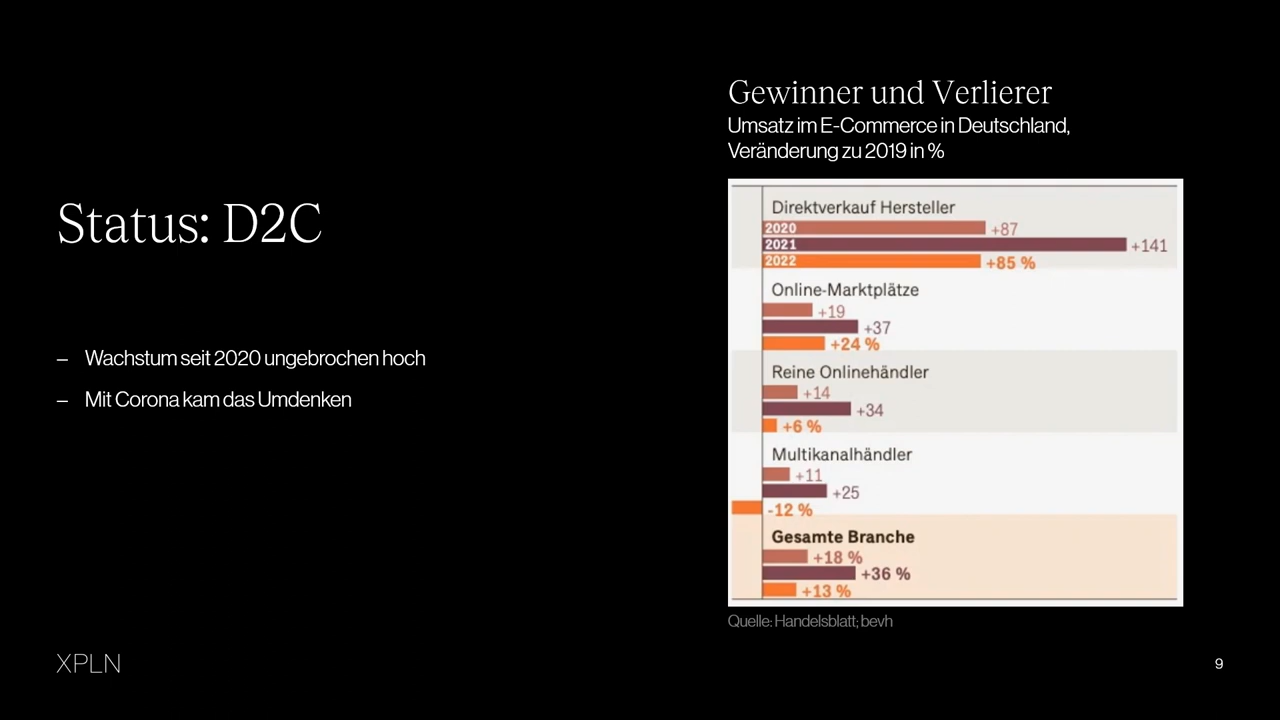 Status: D2C
– Wachstum seit 2020 ungebrochen hoch
– Mit Corona kam das Umdenken
Gewinner und Verlierer
Umsatz im E-Commerce in Deutschland,
Veränderung zu 2019 in %
Direktverkauf Hersteller
2020 +87
2021 +141
2022 +85 %
Online-Marktplätze
+19
+37
+24 %
Reine Onlinehändler
+14
+34
+6 %
Multikanalhändler
+11
+25
-12 %
Gesamte Branche
+18 %
+36 %
+13 %
Quelle: Handelsblatt; bevh
XPLN
9